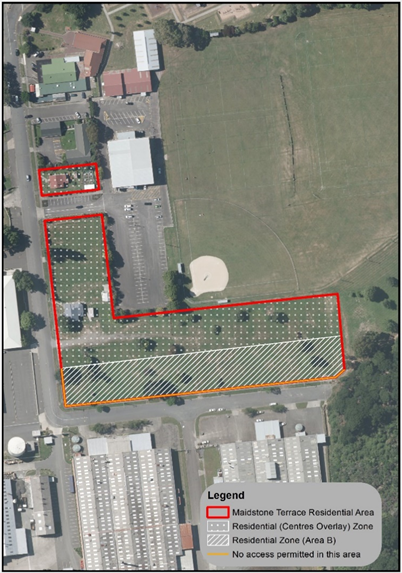 Legend
Maidstone Terrace Residential Area
Residential (Centres Overlay) Zone
Residential Zone (Area B)
No access permitted in this area